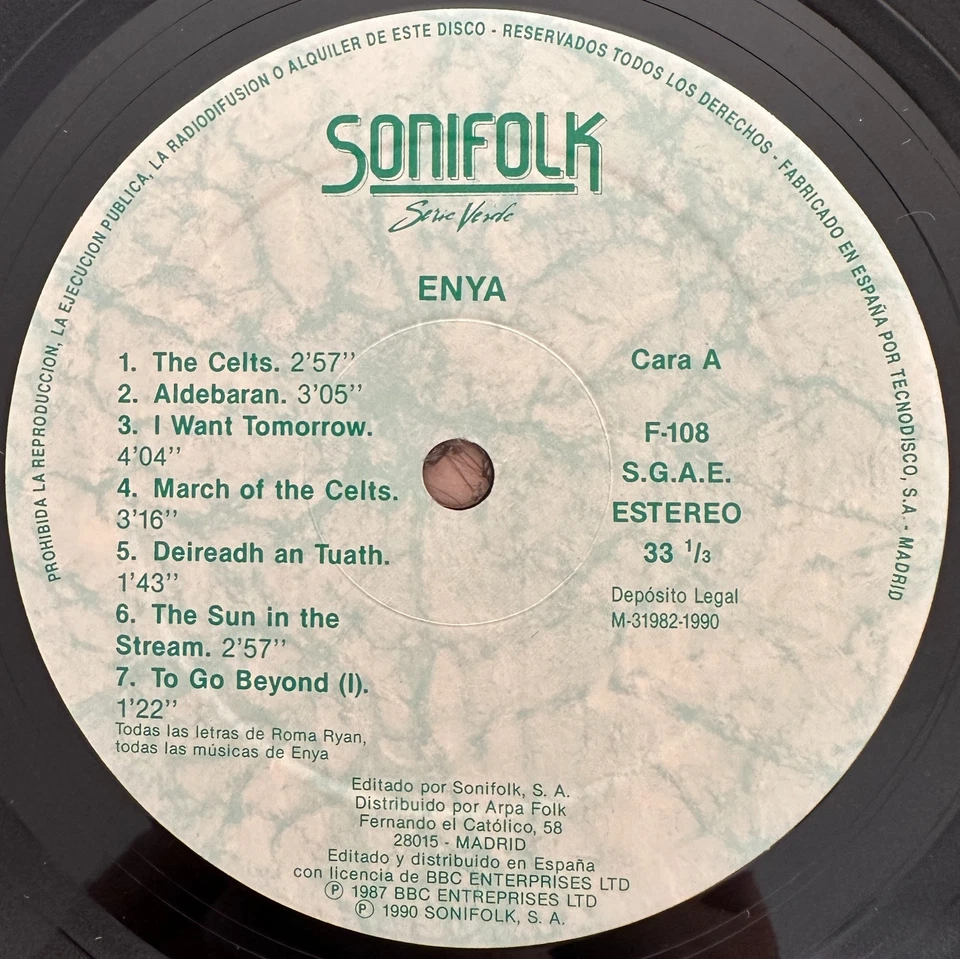 PROHIBIDA LA REPRODUCCION, LA EJECUCION PUBLICA, LA RADIODIFUSION O ALQUILER DE ESTE DISCO - RESERVADOS TODOS LOS DERECHOS - FABRICADO EN ESPAÑA POR TECNODISCO, S.A. - MADRID
SONIFOLK
Serie Verde
ENYA
1. The Celts. 2'57''
2. Aldebaran. 3'05''
3. I Want Tomorrow.
4'04''
4. March of the Celts.
3'16''
5. Deireadh an Tuath.
1'43''
6. The Sun in the
Stream. 2'57''
7. To Go Beyond (I).
1'22''
Todas las letras de Roma Ryan,
todas las músicas de Enya
Cara A
F-108
S.G.A.E.
ESTEREO
33 1/3
Depósito Legal
M-31982-1990
Editado por Sonifolk, S. A.
Distribuido por Arpa Folk
Fernando el Católico, 58
28015 - MADRID
Editado y distribuido en España
con licencia de BBC ENTERPRISES LTD
Ⓟ 1987 BBC ENTREPRISES LTD
Ⓟ 1990 SONIFOLK, S. A.